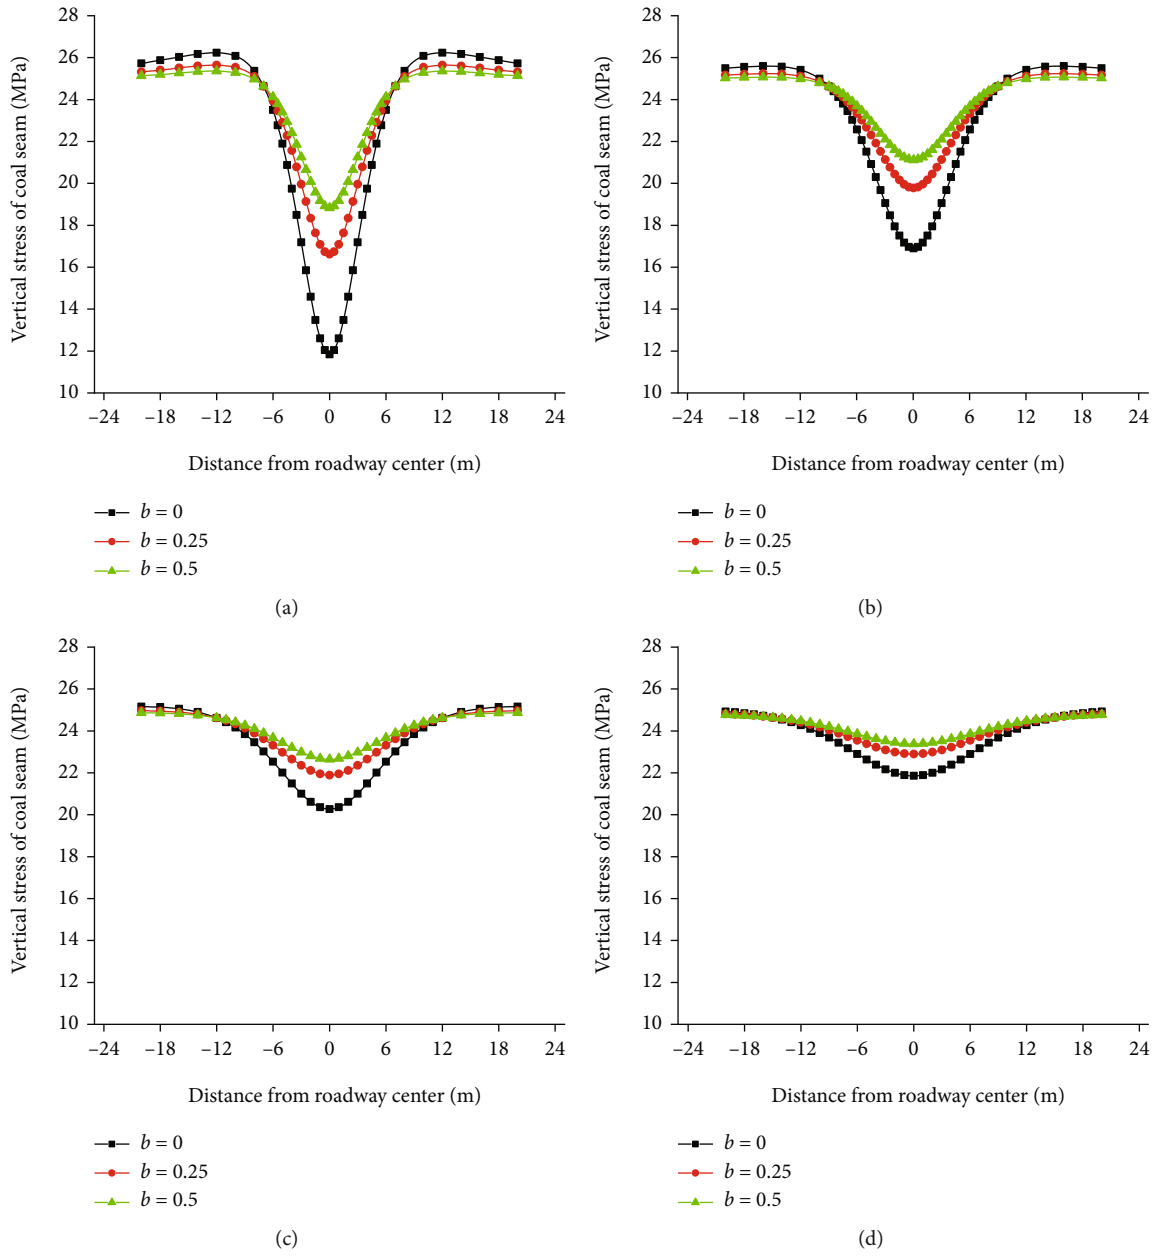 28
26
24
22
20
18
16
14
12
10
Vertical stress of coal seam (MPa)
–24 –18 –12 –6 0 6 12 18 24
Distance from roadway center (m)
b = 0
b = 0.25
b = 0.5
(a)
28
26
24
22
20
18
16
14
12
10
Vertical stress of coal seam (MPa)
–24 –18 –12 –6 0 6 12 18 24
Distance from roadway center (m)
b = 0
b = 0.25
b = 0.5
(b)
28
26
24
22
20
18
16
14
12
10
Vertical stress of coal seam (MPa)
–24 –18 –12 –6 0 6 12 18 24
Distance from roadway center (m)
b = 0
b = 0.25
b = 0.5
(c)
28
26
24
22
20
18
16
14
12
10
Vertical stress of coal seam (MPa)
–24 –18 –12 –6 0 6 12 18 24
Distance from roadway center (m)
b = 0
b = 0.25
b = 0.5
(d)